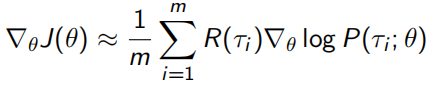 ∇θJ(θ) ≈ 1/m ∑_{i=1}^{m} R(τᵢ)∇θ log P(τᵢ; θ)